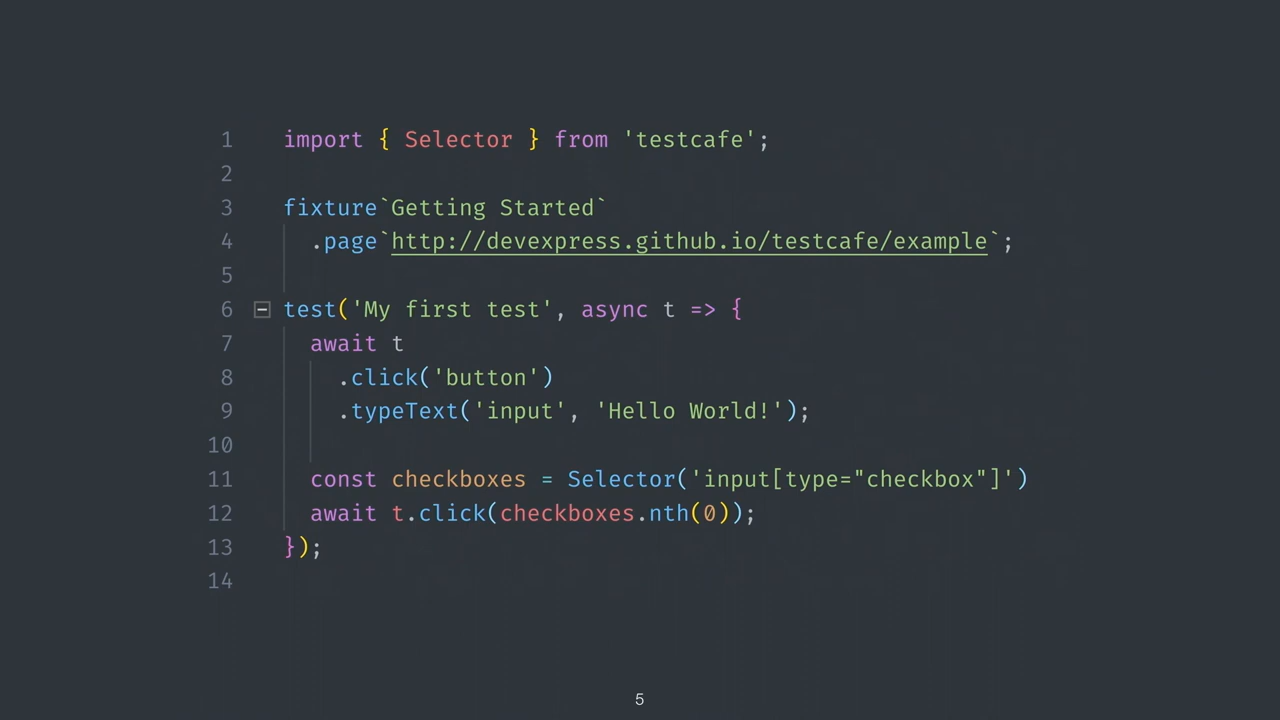 1 import { Selector } from 'testcafe';
2
3 fixture`Getting Started`
4   .page`http://devexpress.github.io/testcafe/example`;
5
6 test('My first test', async t => {
7   await t
8     .click('button')
9     .typeText('input', 'Hello World!');
10
11   const checkboxes = Selector('input[type="checkbox"]')
12   await t.click(checkboxes.nth(0));
13 });
14
5